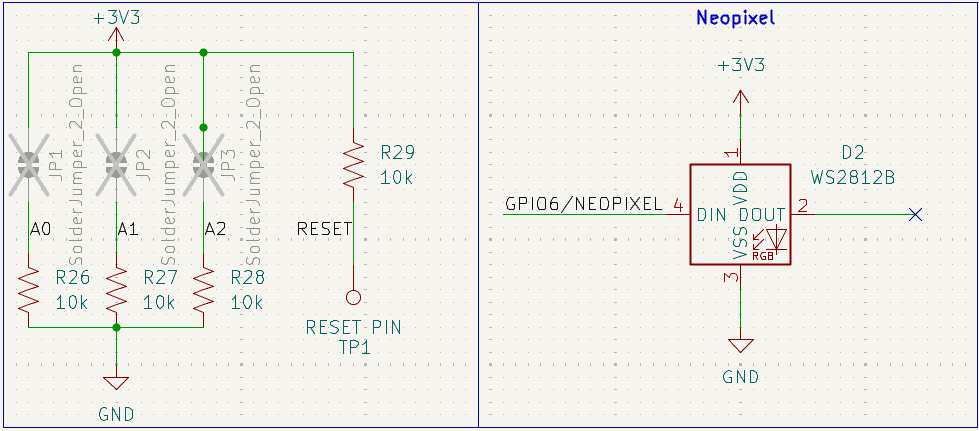 +3V3
JP1
SolderJumper_2_Open
JP2
SolderJumper_2_Open
JP3
SolderJumper_2_Open
R29
10k
A0
A1
A2
RESET
R26
10k
R27
10k
R28
10k
RESET PIN
TP1
GND
Neopixel
+3V3
1
D2
WS2812B
GPIO6/NEOPIXEL
4
DIN
VDD
DOUT
2
VSS
RGB
3
GND